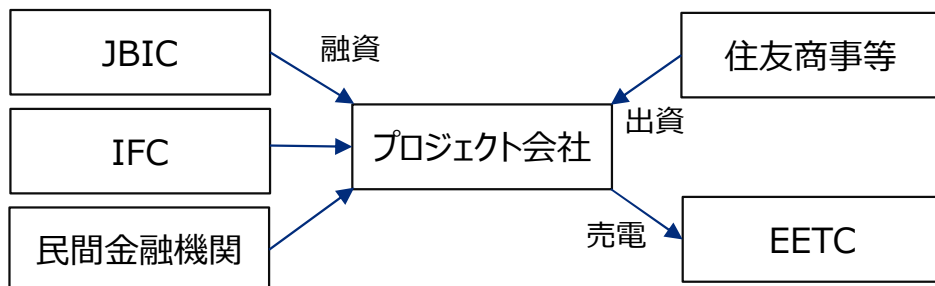 JBIC
融資
住友商事等
IFC
プロジェクト会社
出資
民間金融機関
売電
EETC